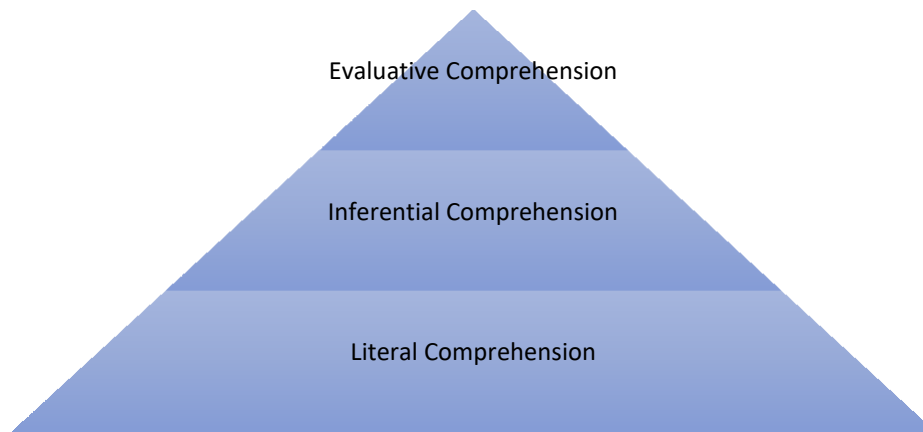 Evaluative Comprehension
Inferential Comprehension
Literal Comprehension